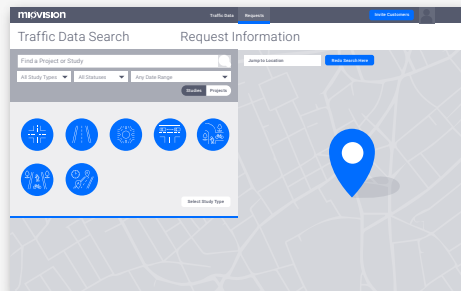 miovision
Traffic Data Requests
Invite Customers
Traffic Data Search
Request Information
Find a Project or Study
All Study Types: All Statuses Any Date Range
Studies Projects
Jump to Location
Redo Search Here
Select Study Type